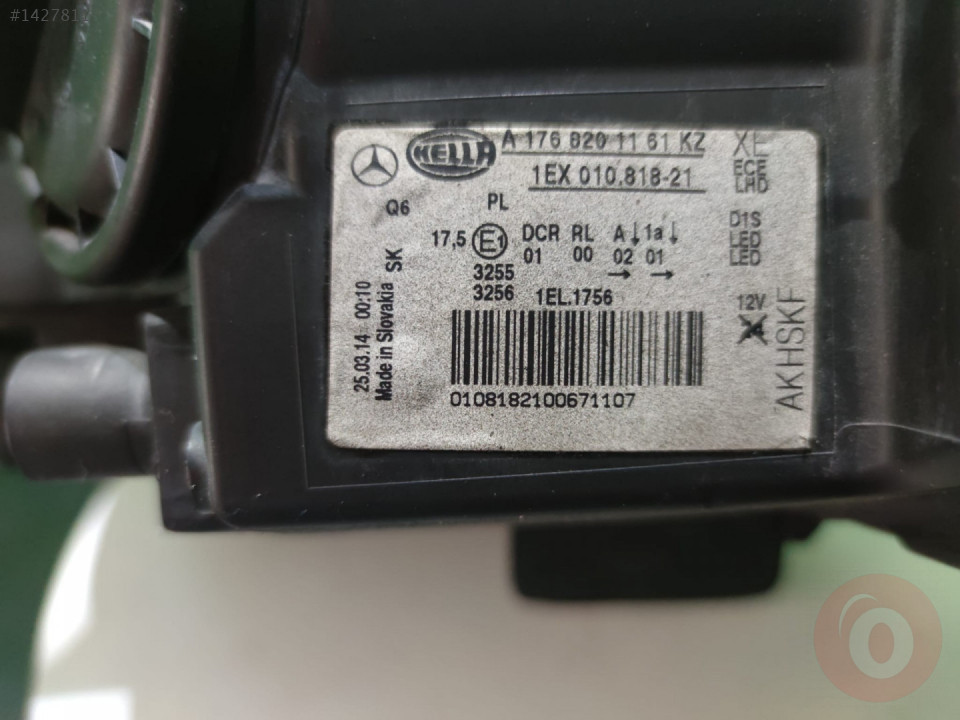 #142781
HELLA
A 176 820 11 61 KZ
1EX 010.818-21
XE
ECE
LHD
Q6
PL
17,5
E1
DCR RL A↓ 1a↓
01 00 02 01
→ →
3255
3256
1EL.1756
D1S
LED
LED
12V
AKHSKF
SK
25.03.14 00:10
Made in Slovakia
0108182100671107
O